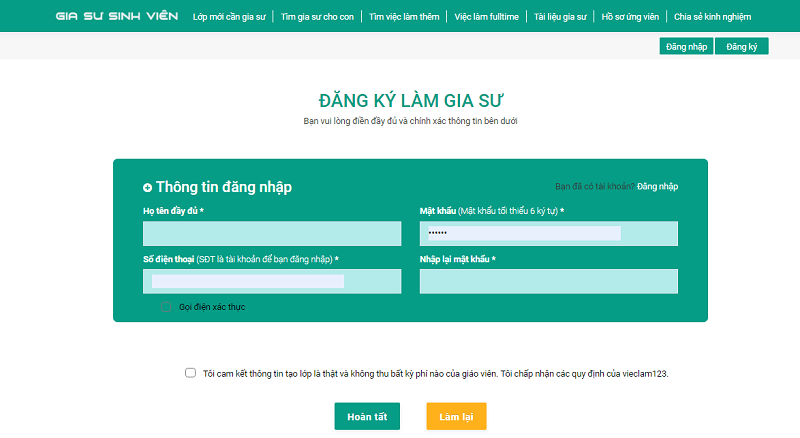 GIA SƯ SINH VIÊN Lớp mới cần gia sư Tìm gia sư cho con Tìm việc làm thêm Việc làm fulltime Tài liệu gia sư Hồ sơ ứng viên Chia sẻ kinh nghiệm
Đăng nhập Đăng ký
ĐĂNG KÝ LÀM GIA SƯ
Bạn vui lòng điền đầy đủ và chính xác thông tin bên dưới
Thông tin đăng nhập
Bạn đã có tài khoản? Đăng nhập
Họ tên đầy đủ *
Mật khẩu (Mật khẩu tối thiểu 6 ký tự) *
••••••
Số điện thoại (SĐT là tài khoản để bạn đăng nhập) *
Nhập lại mật khẩu *
Gọi điện xác thực
Tôi cam kết thông tin tạo lớp là thật và không thu bất kỳ phí nào của giáo viên. Tôi chấp nhận các quy định của vieclam123.
Hoàn tất Làm lại